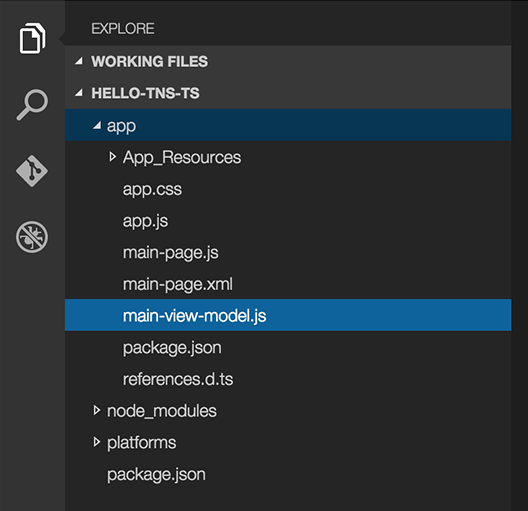 EXPLORE
WORKING FILES
HELLO-TNS-TS
app
App_Resources
app.css
app.js
main-page.js
main-page.xml
main-view-model.js
package.json
references.d.ts
node_modules
platforms
package.json